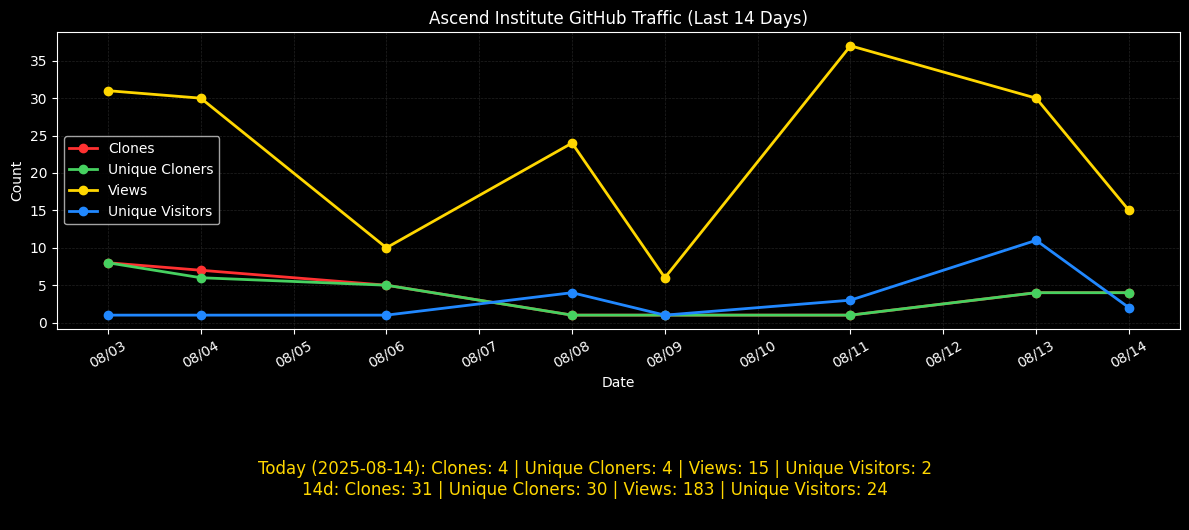 Ascend Institute GitHub Traffic (Last 14 Days)
35
30
25
20
15
10
5
0
Count
Clones
Unique Cloners
Views
Unique Visitors
08/03 08/04 08/05 08/06 08/07 08/08 08/09 08/10 08/11 08/12 08/13 08/14
Date
Today (2025-08-14): Clones: 4 | Unique Cloners: 4 | Views: 15 | Unique Visitors: 2
14d: Clones: 31 | Unique Cloners: 30 | Views: 183 | Unique Visitors: 24